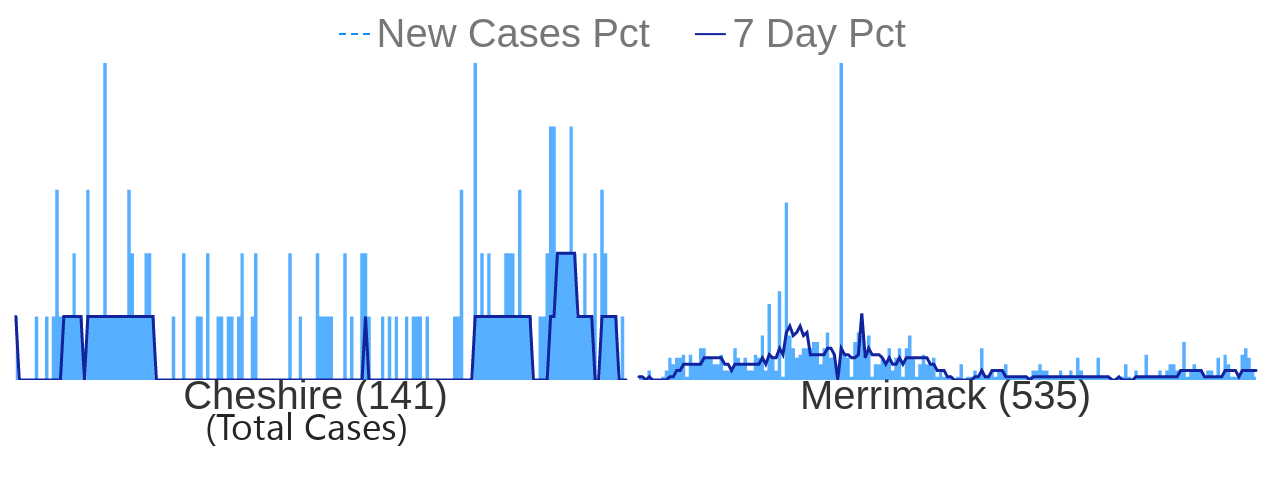 New Cases Pct 7 Day Pct
Cheshire (141) Merrimack (535)
(Total Cases)